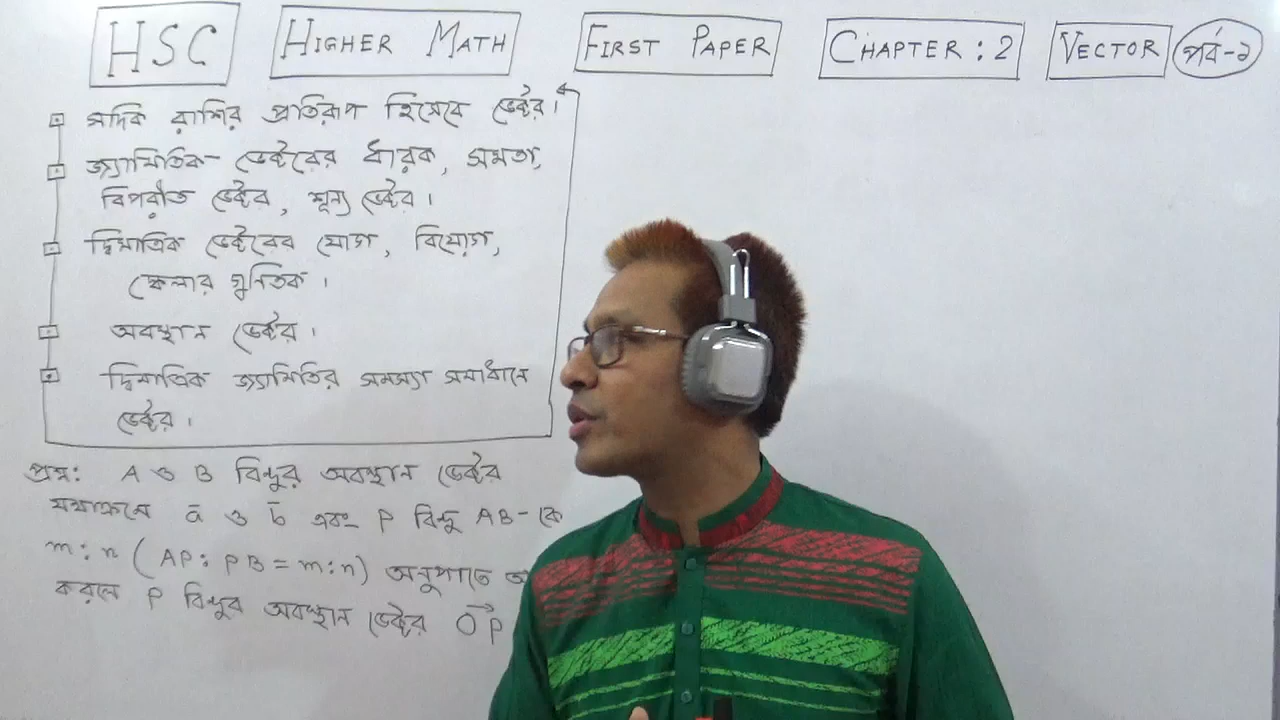 HSC HIGHER MATH FIRST PAPER CHAPTER : 2 VECTOR পর্ব-১
সদিক রাশির প্রতিরূপ হিসেবে ভেক্টর।
জ্যামিতিক ভেক্টরের ধারক, সমতা,
বিপরীত ভেক্টর, শূন্য ভেক্টর।
দ্বিমাত্রিক ভেক্টরের যোগ, বিয়োগ,
স্কেলার গুনিতক।
অবস্থান ভেক্টর।
দ্বিমাত্রিক জ্যামিতির সমস্যা সমাধানে
ভেক্টর।
প্রশ্ন: A ও B বিন্দুর অবস্থান ভেক্টর
যথাক্রমে ā ও b̄ এবং P বিন্দু AB-কে
m:n (AP:PB=m:n) অনুপাতে
করলে P বিন্দুর অবস্থান ভেক্টর OP⃗